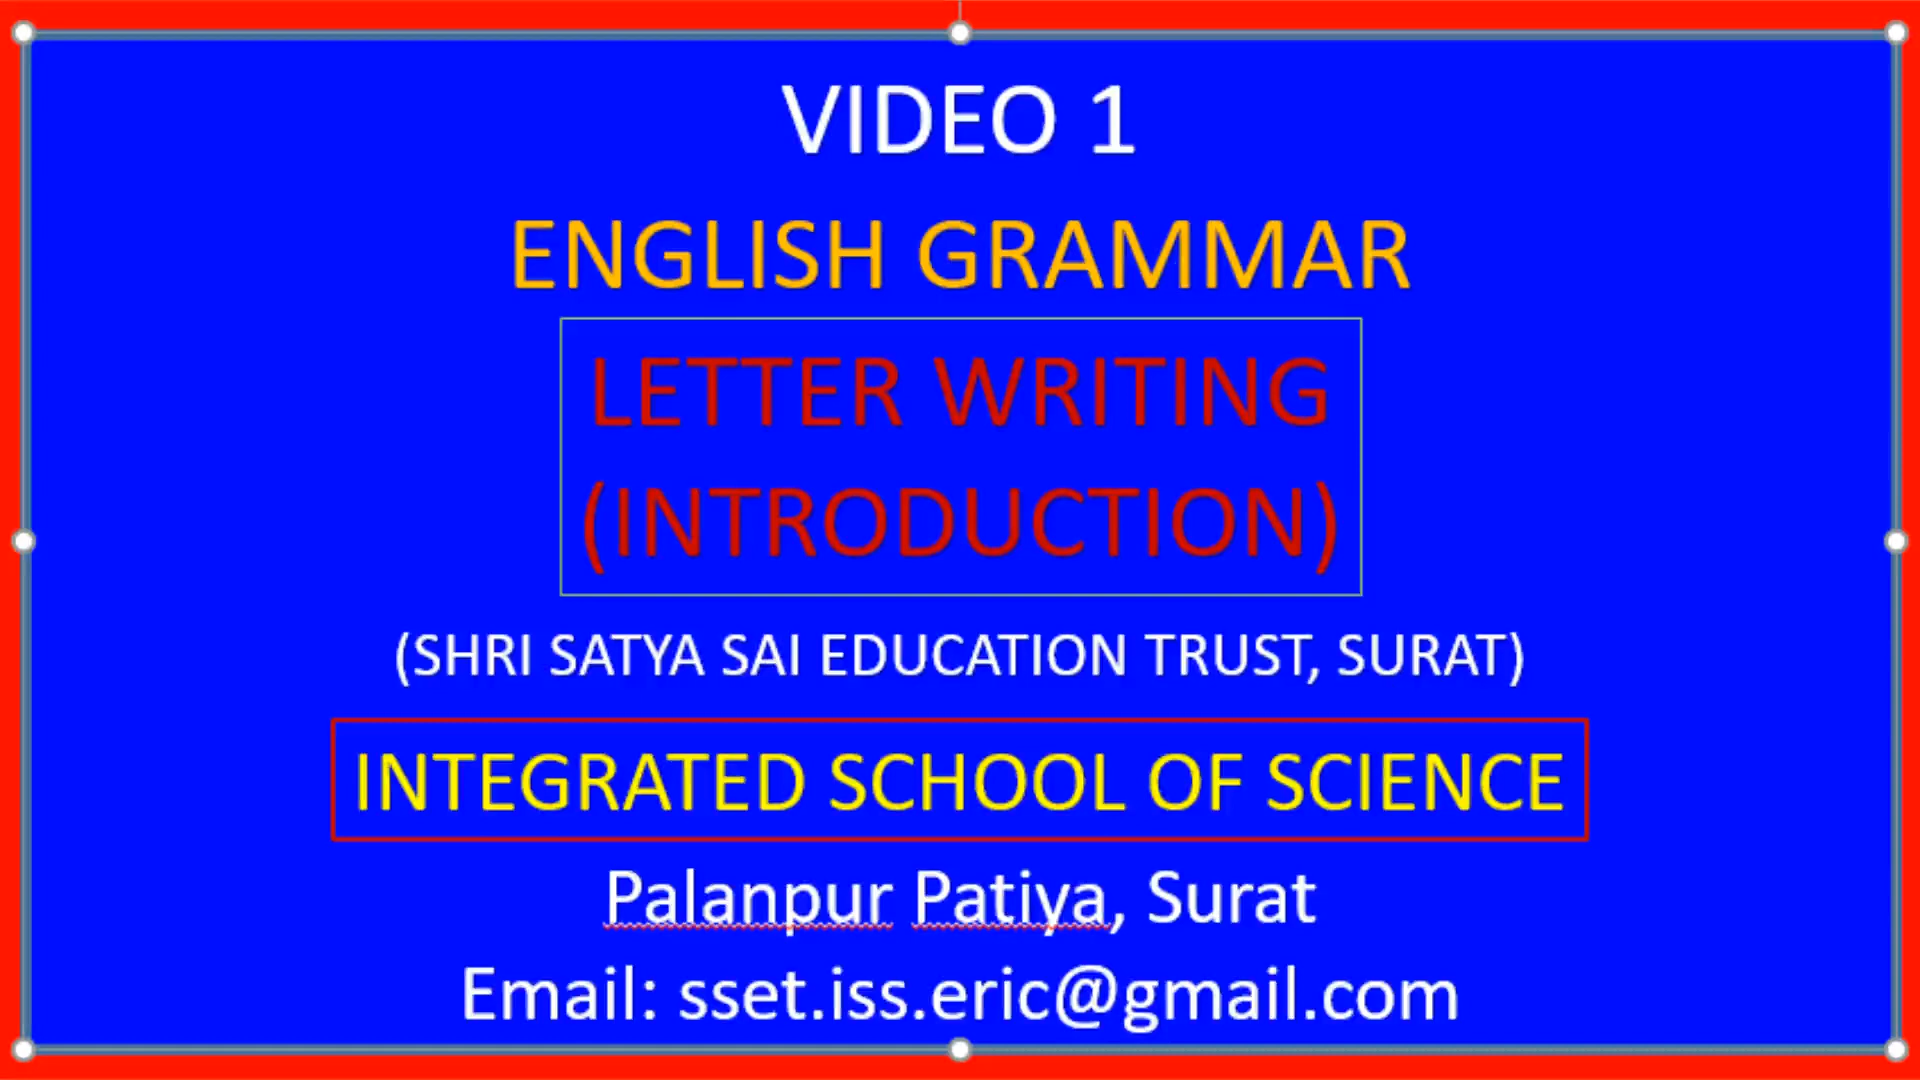 VIDEO 1
ENGLISH GRAMMAR
LETTER WRITING
(INTRODUCTION)
(SHRI SATYA SAI EDUCATION TRUST, SURAT)
INTEGRATED SCHOOL OF SCIENCE
Palanpur Patiya, Surat
Email: sset.iss.eric@gmail.com